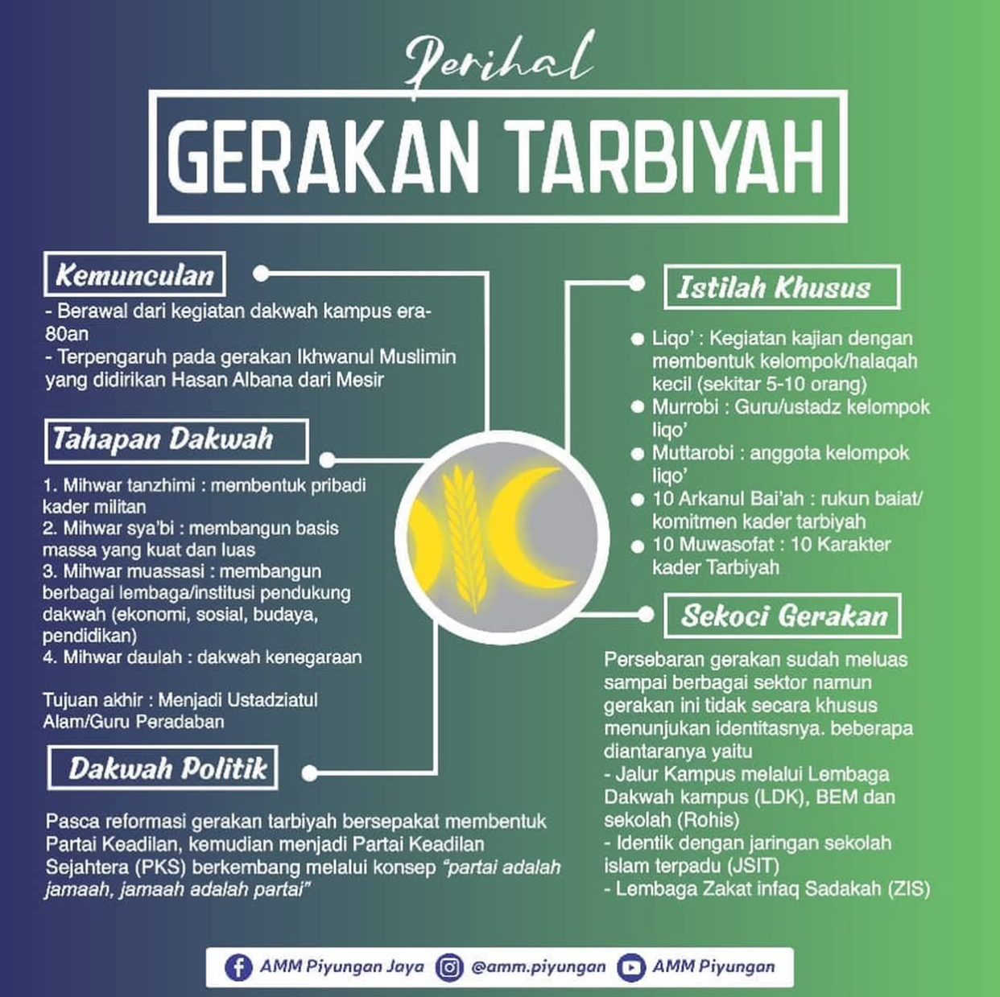 Perihal
GERAKAN TARBIYAH
Kemunculan
- Berawal dari kegiatan dakwah kampus era-
80an
- Terpengaruh pada gerakan Ikhwanul Muslimin
yang didirikan Hasan Albana dari Mesir
Tahapan Dakwah
1. Mihwar tanzhimi : membentuk pribadi
kader militan
2. Mihwar sya'bi : membangun basis
massa yang kuat dan luas
3. Mihwar muassasi : membangun
berbagai lembaga/institusi pendukung
dakwah (ekonomi, sosial, budaya,
pendidikan)
4. Mihwar daulah : dakwah kenegaraan
Tujuan akhir : Menjadi Ustadziatul
Alam/Guru Peradaban
Dakwah Politik
Pasca reformasi gerakan tarbiyah bersepakat membentuk
Partai Keadilan, kemudian menjadi Partai Keadilan
Sejahtera (PKS) berkembang melalui konsep "partai adalah
jamaah, jamaah adalah partai"
Istilah Khusus
● Liqo' : Kegiatan kajian dengan
membentuk kelompok/halaqah
kecil (sekitar 5-10 orang)
● Murrobi : Guru/ustadz kelompok
liqo'
● Muttarobi : anggota kelompok
liqo'
● 10 Arkanul Bai'ah : rukun baiat/
komitmen kader tarbiyah
● 10 Muwasofat : 10 Karakter
kader Tarbiyah
Sekoci Gerakan
Persebaran gerakan sudah meluas
sampai berbagai sektor namun
gerakan ini tidak secara khusus
menunjukan identitasnya. beberapa
diantaranya yaitu
- Jalur Kampus melalui Lembaga
Dakwah kampus (LDK), BEM dan
sekolah (Rohis)
- Identik dengan jaringan sekolah
islam terpadu (JSIT)
- Lembaga Zakat infaq Sadakah (ZIS)
AMM Piyungan Jaya @amm.piyungan AMM Piyungan